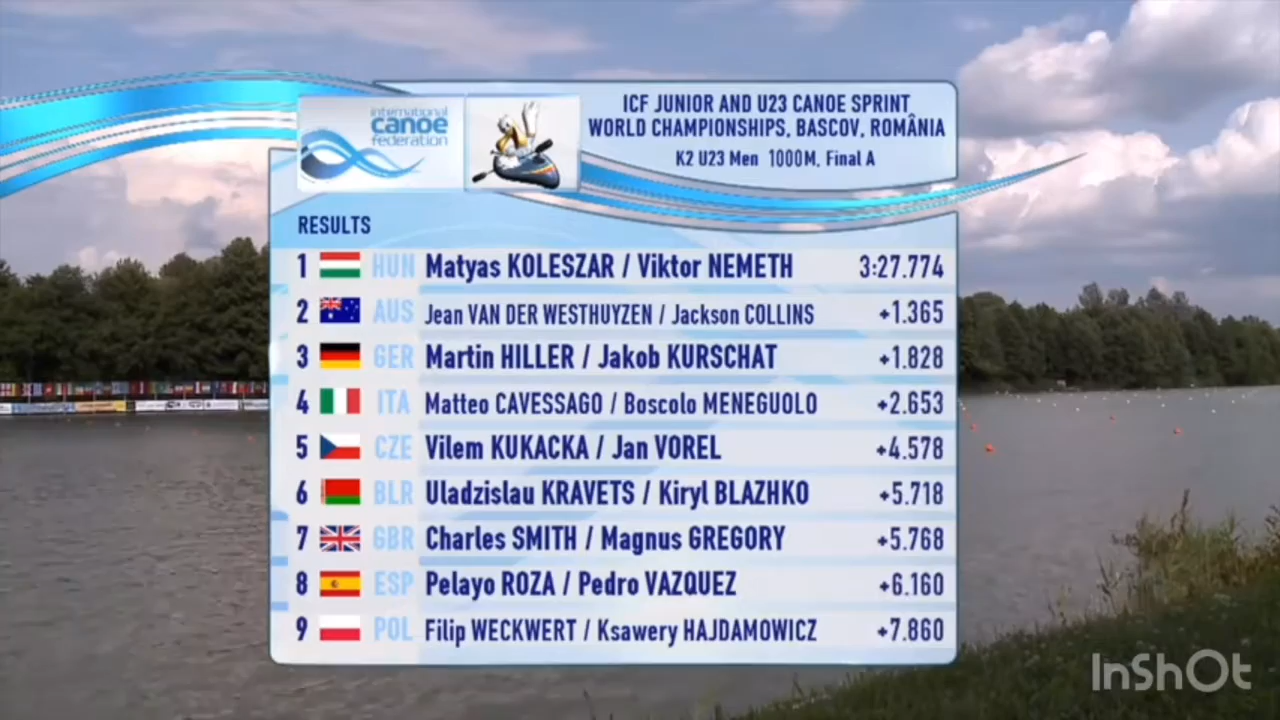 international
canoe
federation
ICF JUNIOR AND U23 CANOE SPRINT
WORLD CHAMPIONSHIPS, BASCOV, ROMÂNIA
K2 U23 Men 1000M, Final A
RESULTS
1 HUN Matyas KOLESZAR / Viktor NEMETH 3:27.774
2 AUS Jean VAN DER WESTHUYZEN / Jackson COLLINS +1.365
3 GER Martin HILLER / Jakob KURSCHAT +1.828
4 ITA Matteo CAVESSAGO / Boscolo MENEGUOLO +2.653
5 CZE Vilem KUKACKA / Jan VOREL +4.578
6 BLR Uladzislau KRAVETS / Kiryl BLAZHKO +5.718
7 GBR Charles SMITH / Magnus GREGORY +5.768
8 ESP Pelayo ROZA / Pedro VAZQUEZ +6.160
9 POL Filip WECKWERT / Ksawery HAJDAMOWICZ +7.860
InShOt